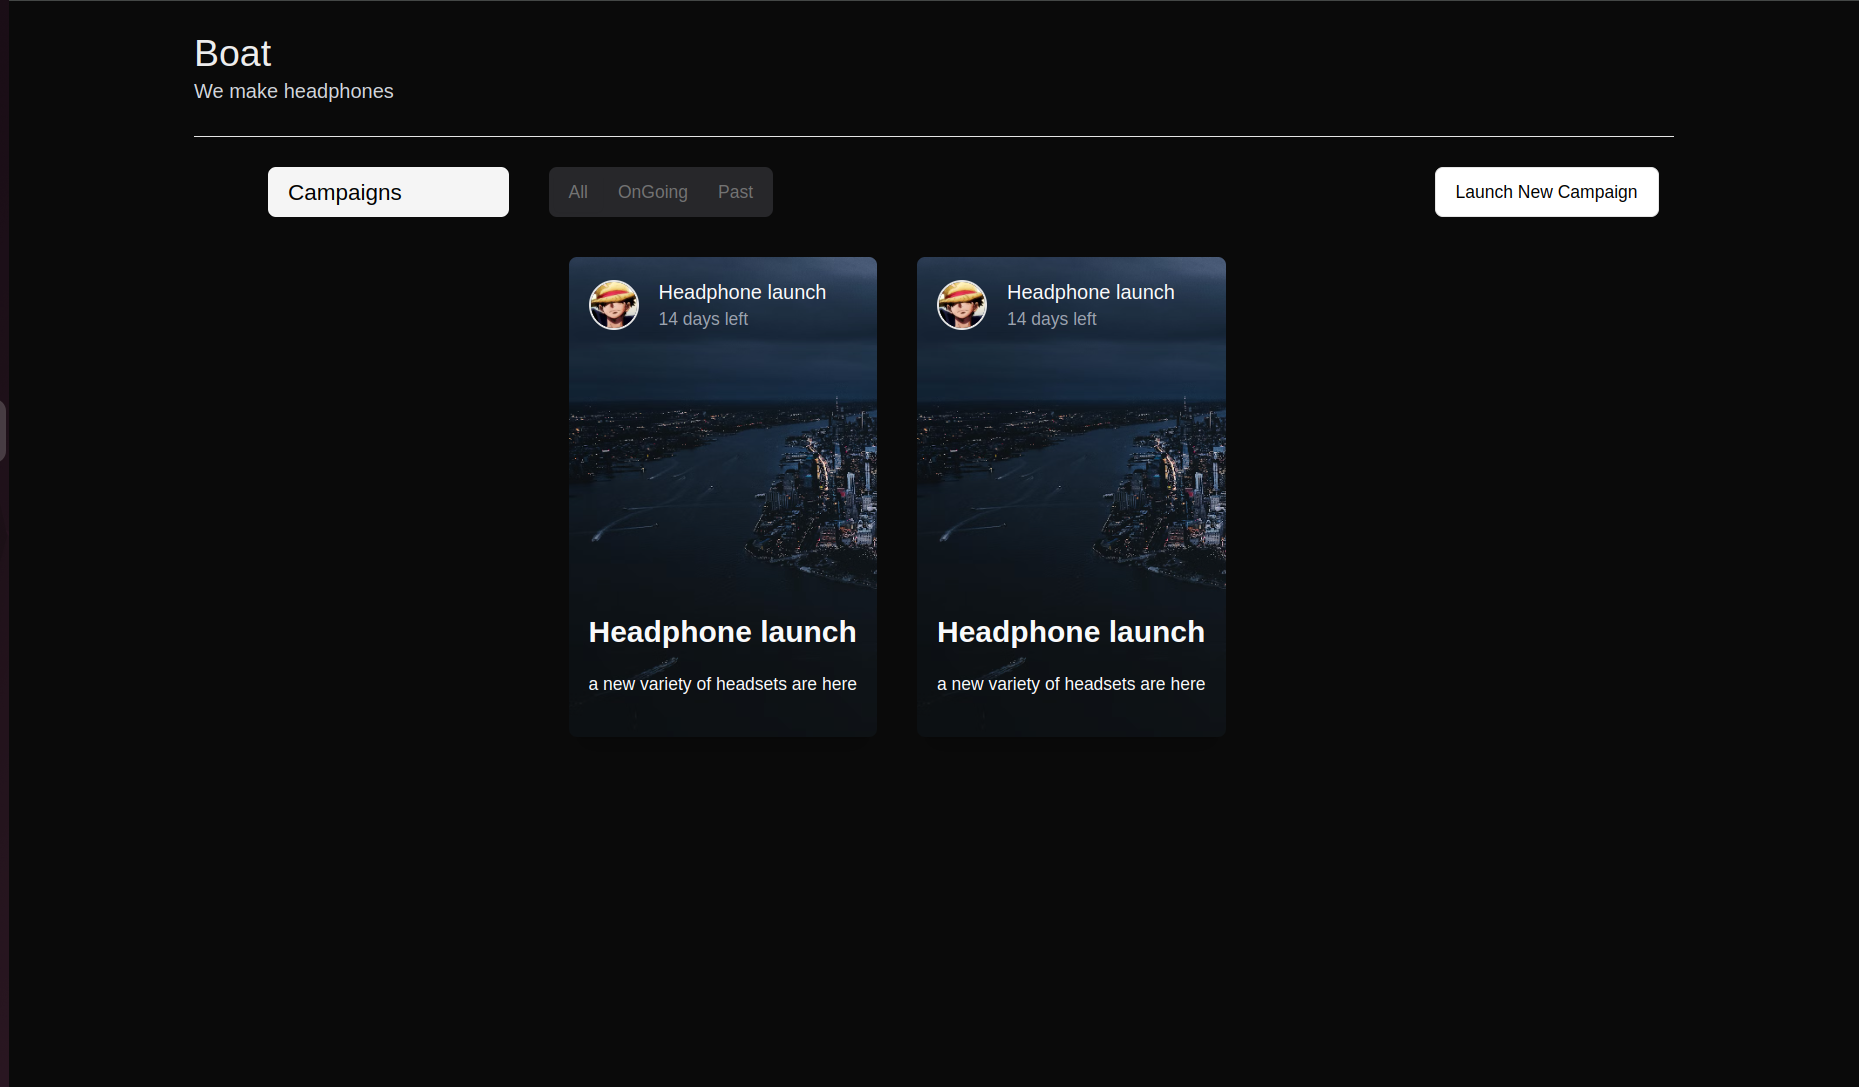 Boat
We make headphones
Campaigns
All OnGoing Past
Launch New Campaign
Headphone launch
14 days left
Headphone launch
a new variety of headsets are here
Headphone launch
14 days left
Headphone launch
a new variety of headsets are here